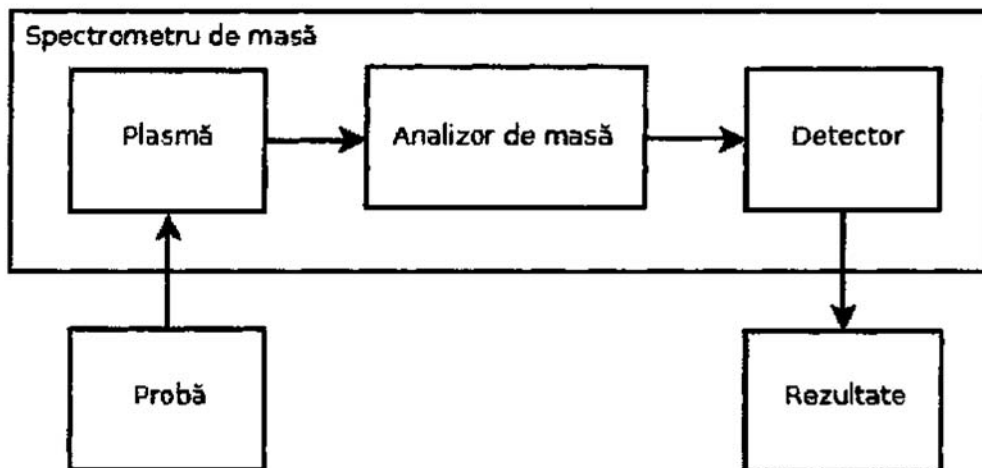 Spectrometru de masă
Plasmă
Analizor de masă
Detector
Probă
Rezultate